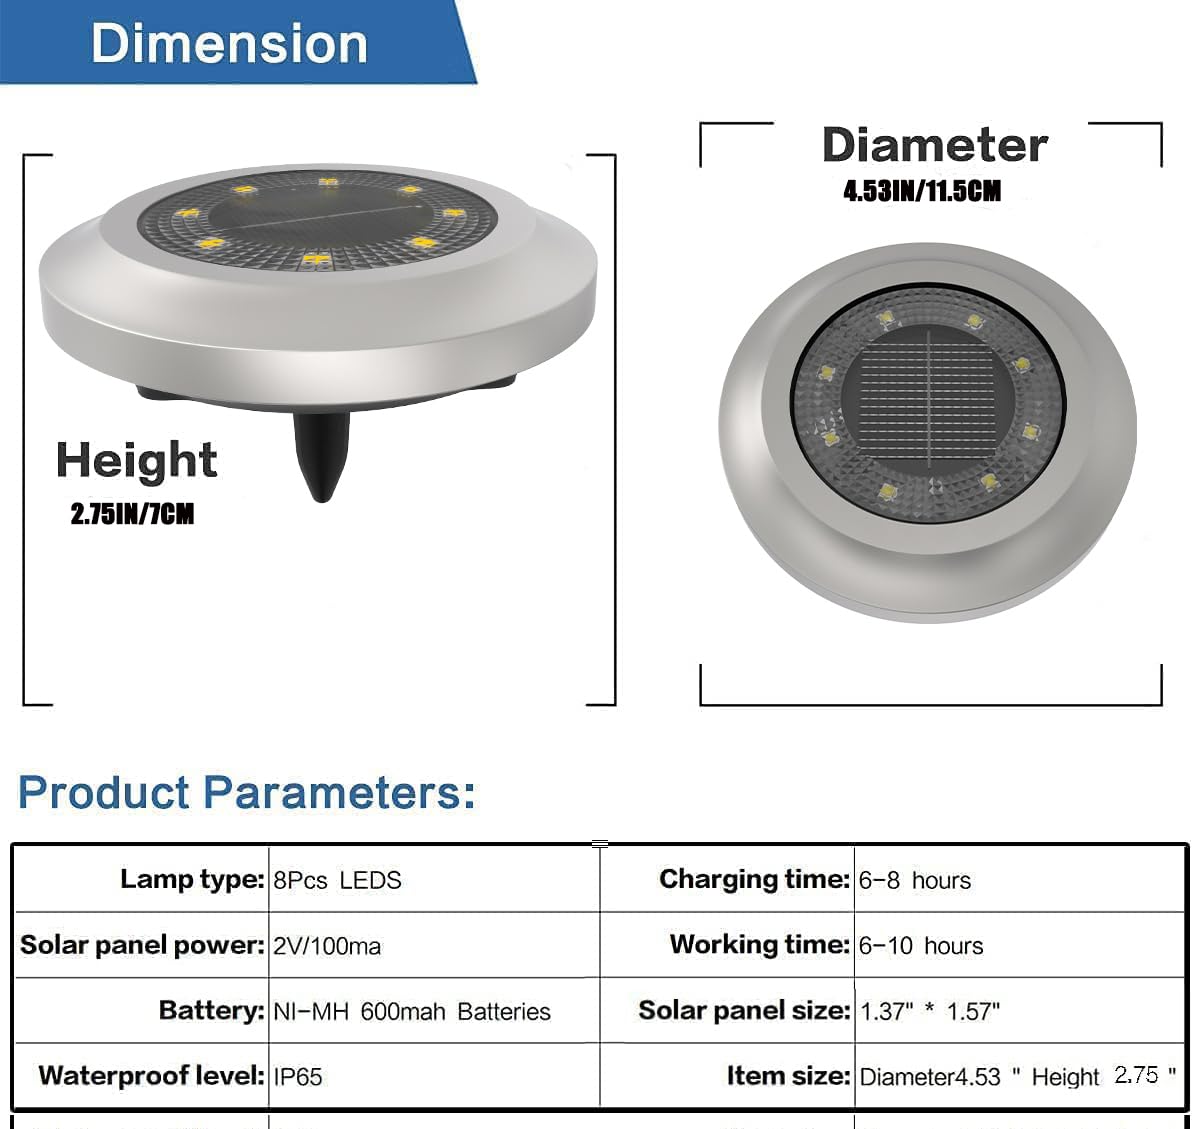 Dimension
Diameter
4.53IN/11.5CM
Height
2.75IN/7CM
Product Parameters:
Lamp type: 8Pcs LEDS
Charging time: 6-8 hours
Solar panel power: 2V/100ma
Working time: 6-10 hours
Battery: NI-MH 600mah Batteries
Solar panel size: 1.37" * 1.57"
Waterproof level: IP65
Item size: Diameter4.53 " Height 2.75 "